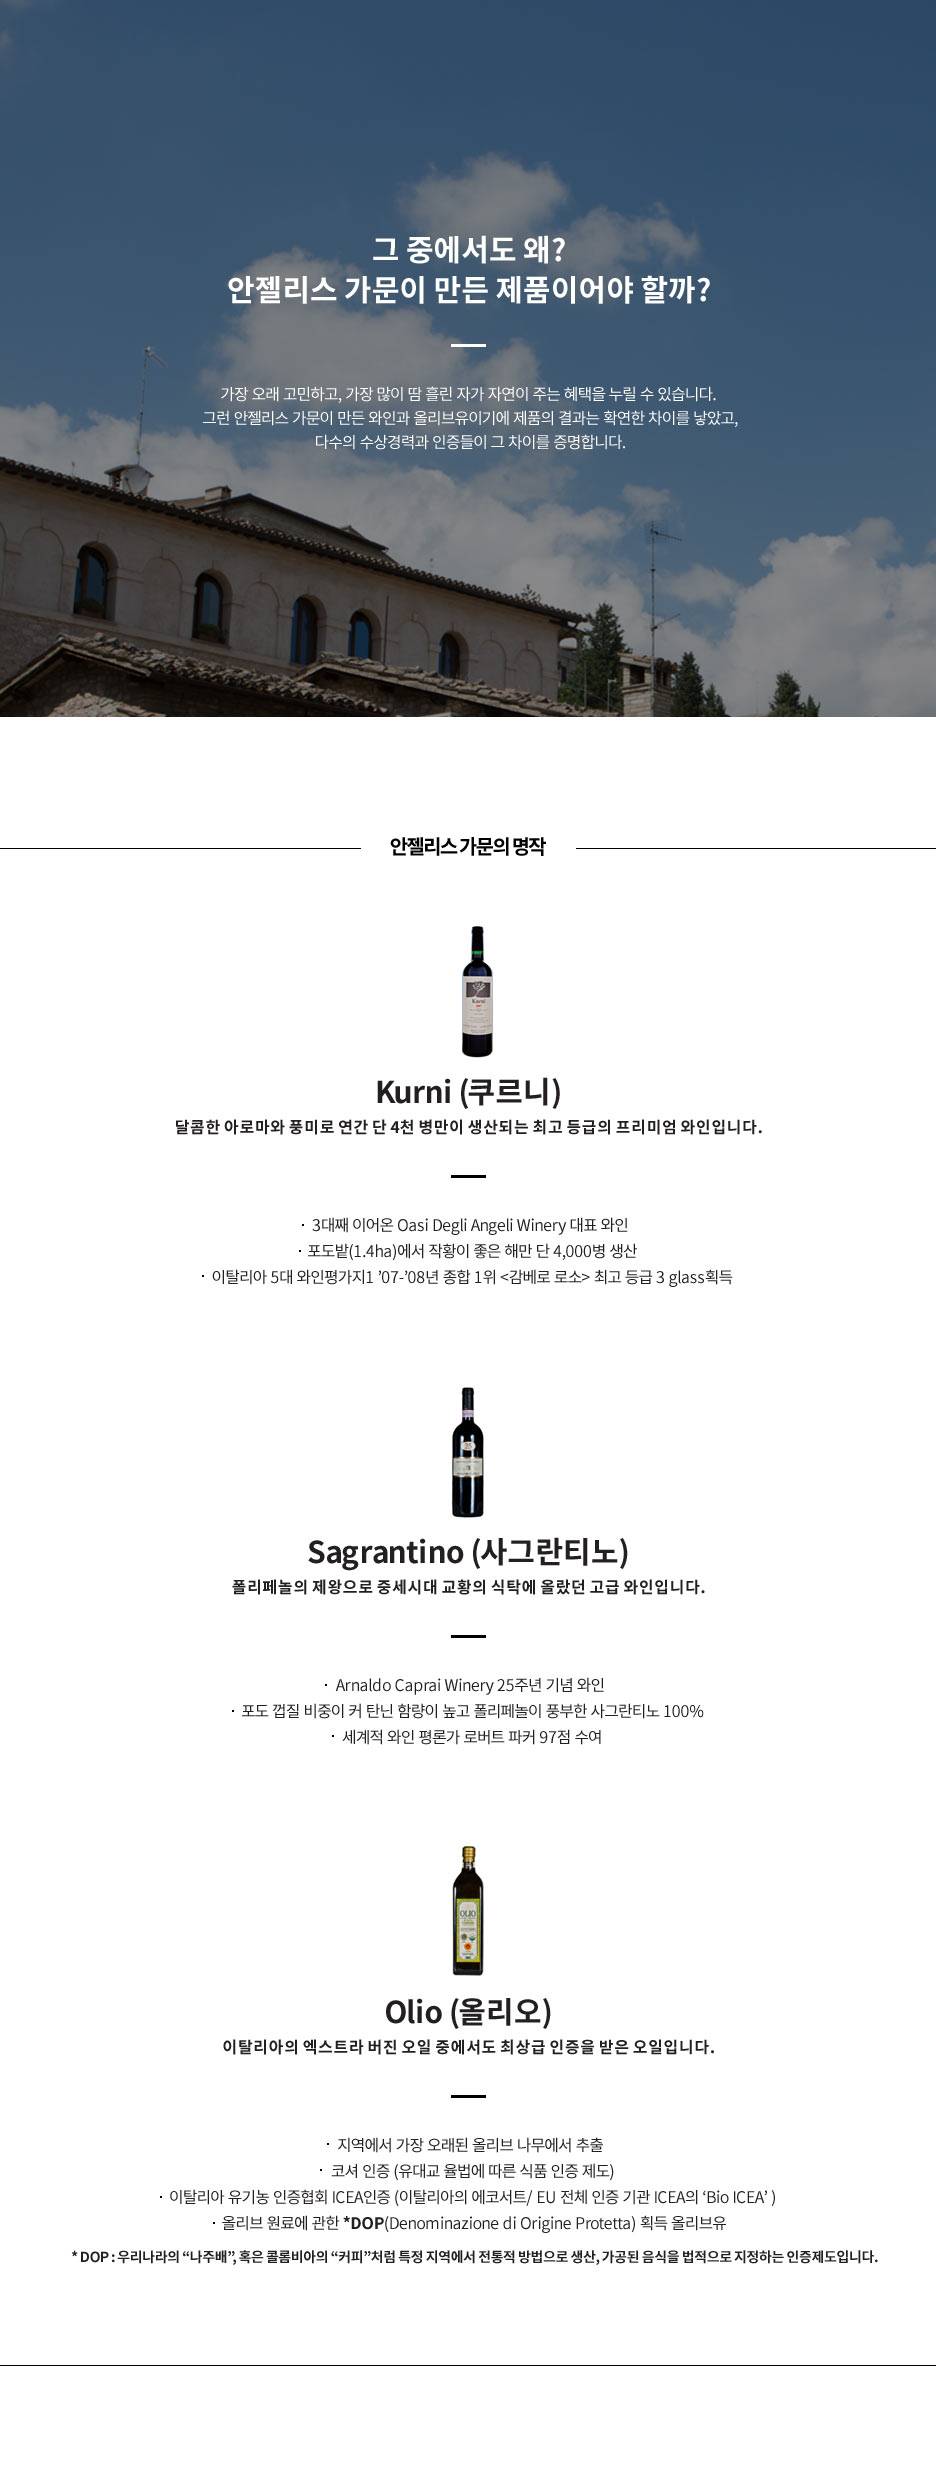 그 중에서도 왜?
안젤리스 가문이 만든 제품이어야 할까?
가장 오래 고민하고, 가장 많이 땀 흘린 자가 자연이 주는 혜택을 누릴 수 있습니다.
그런 안젤리스 가문이 만든 와인과 올리브유이기에 제품의 결과는 확연한 차이를 낳았고,
다수의 수상경력과 인증들이 그 차이를 증명합니다.
안젤리스 가문의 명작
Kurni
Kurni (쿠르니)
달콤한 아로마와 풍미로 연간 단 4천 병만이 생산되는 최고 등급의 프리미엄 와인입니다.
· 3대째 이어온 Oasi Degli Angeli Winery 대표 와인
· 포도밭(1.4ha)에서 작황이 좋은 해만 단 4,000병 생산
· 이탈리아 5대 와인평가지1 ’07-’08년 종합 1위 <감베로 로소> 최고 등급 3 glass획득
Sagrantino (사그란티노)
폴리페놀의 제왕으로 중세시대 교황의 식탁에 올랐던 고급 와인입니다.
· Arnaldo Caprai Winery 25주년 기념 와인
· 포도 껍질 비중이 커 탄닌 함량이 높고 폴리페놀이 풍부한 사그란티노 100%
· 세계적 와인 평론가 로버트 파커 97점 수여
OLIO
Olio (올리오)
이탈리아의 엑스트라 버진 오일 중에서도 최상급 인증을 받은 오일입니다.
· 지역에서 가장 오래된 올리브 나무에서 추출
· 코셔 인증 (유대교 율법에 따른 식품 인증 제도)
· 이탈리아 유기농 인증협회 ICEA인증 (이탈리아의 에코서트/ EU 전체 인증 기관 ICEA의 ‘Bio ICEA’ )
· 올리브 원료에 관한 *DOP(Denominazione di Origine Protetta) 획득 올리브유
* DOP : 우리나라의 “나주배”, 혹은 콜롬비아의 “커피”처럼 특정 지역에서 전통적 방법으로 생산, 가공된 음식을 법적으로 지정하는 인증제도입니다.